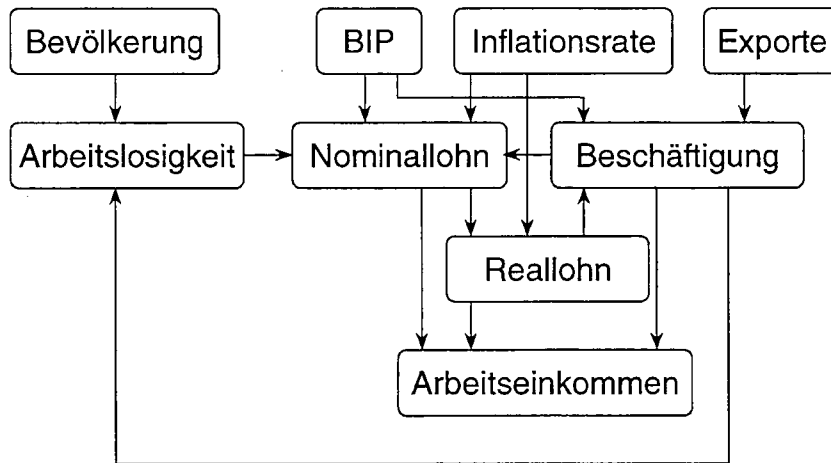 Bevölkerung
BIP
Inflationsrate
Exporte
Arbeitslosigkeit
Nominallohn
Beschäftigung
Reallohn
Arbeitseinkommen